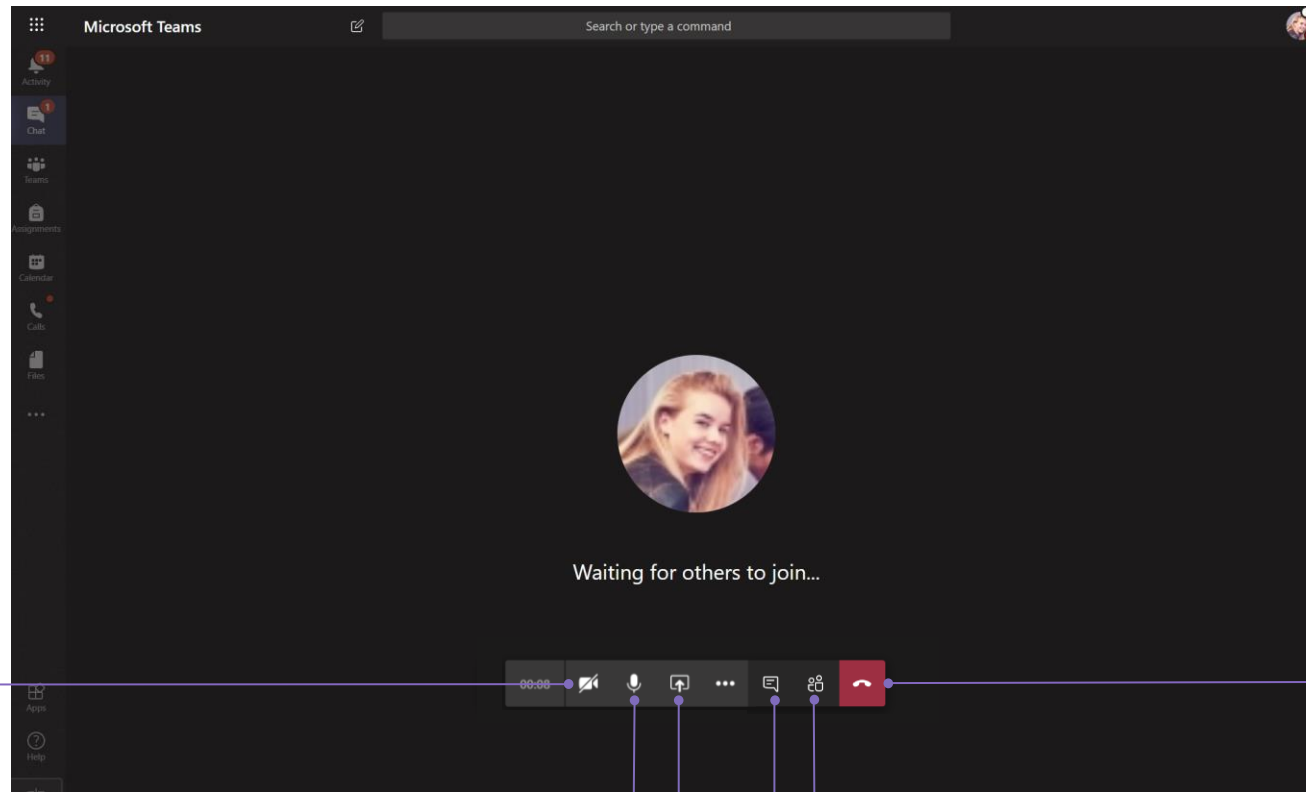 Microsoft Teams
Search or type a command
11
Activity
1
Chat
Teams
Assignments
Calendar
Calls
Files
Waiting for others to join...
00:08
Apps
Help